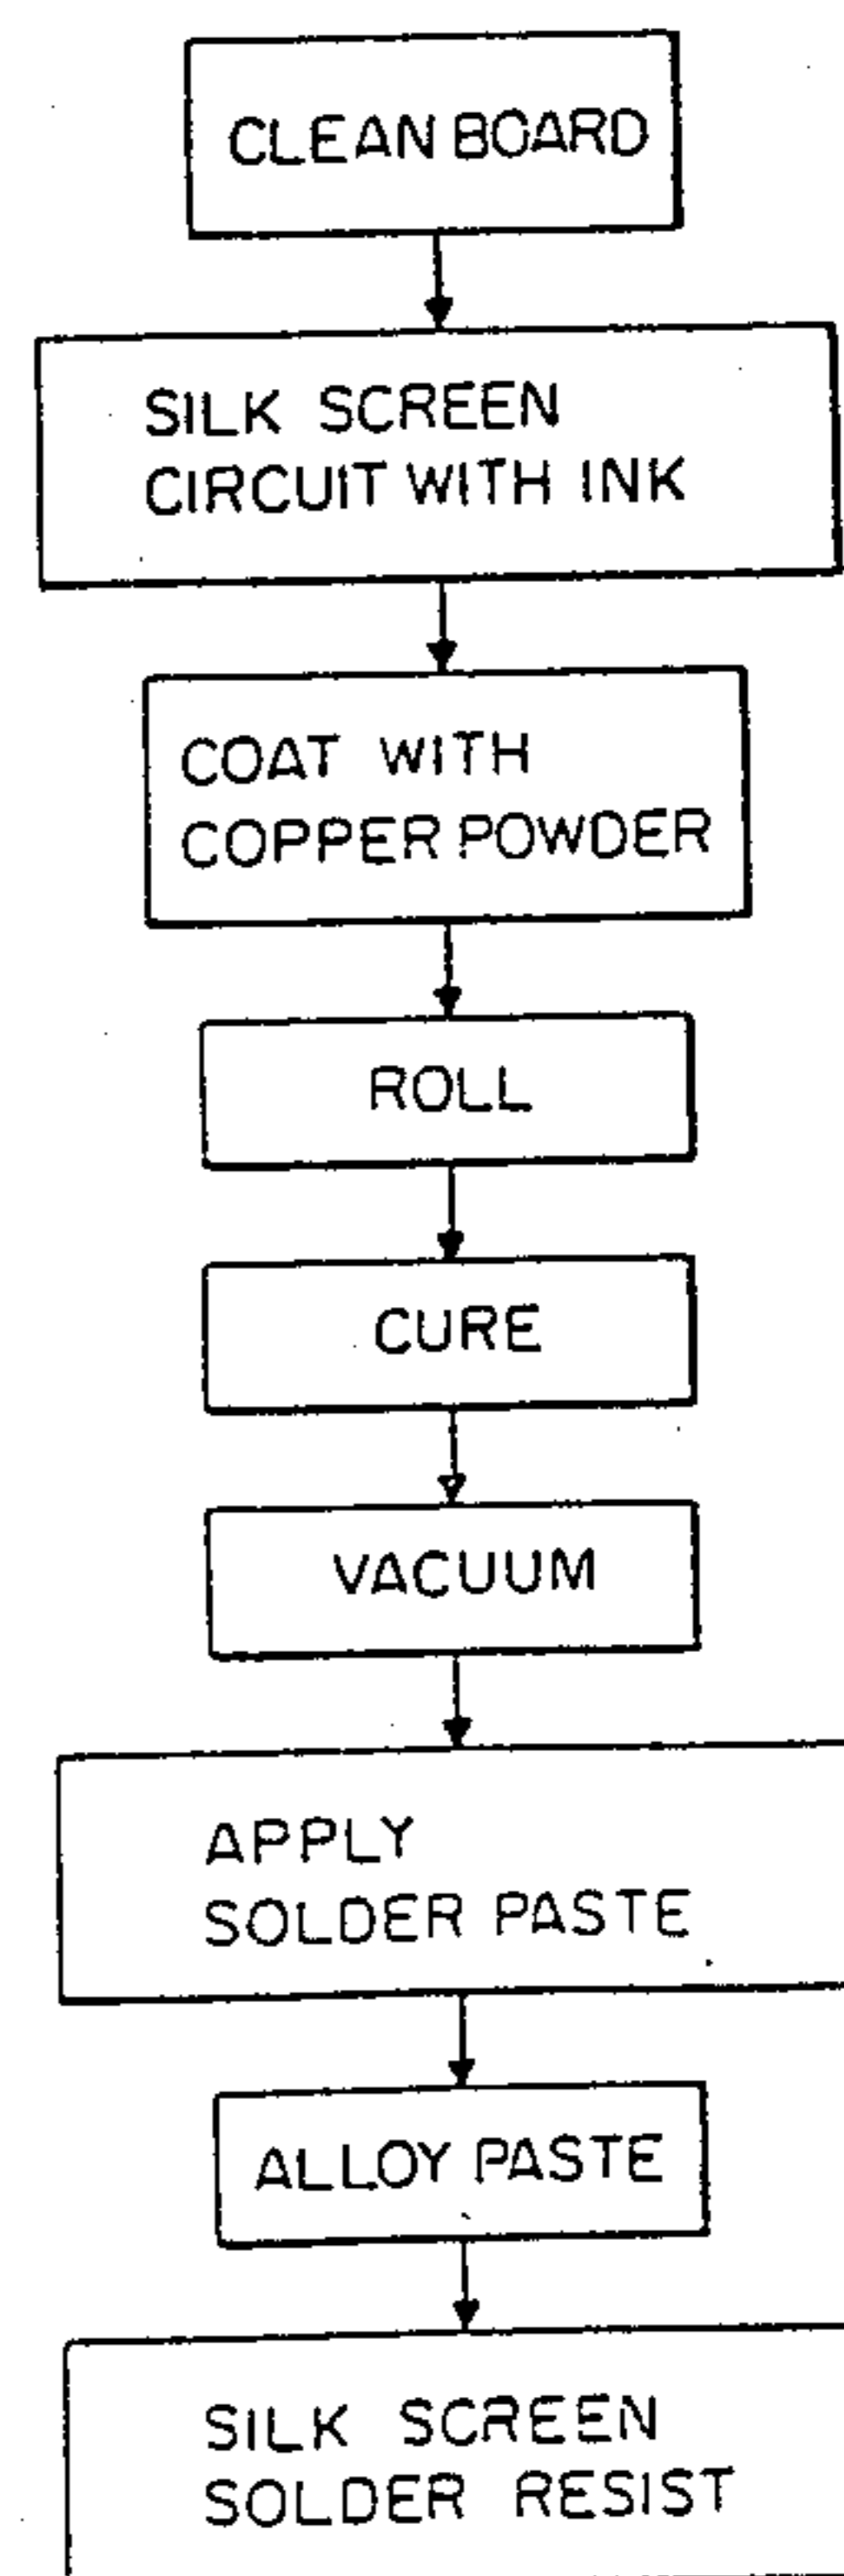 CLEAN BOARD
SILK SCREEN
CIRCUIT WITH INK
COAT WITH
COPPER POWDER
ROLL
CURE
VACUUM
APPLY
SOLDER PASTE
ALLOY PASTE
SILK SCREEN
SOLDER RESIST